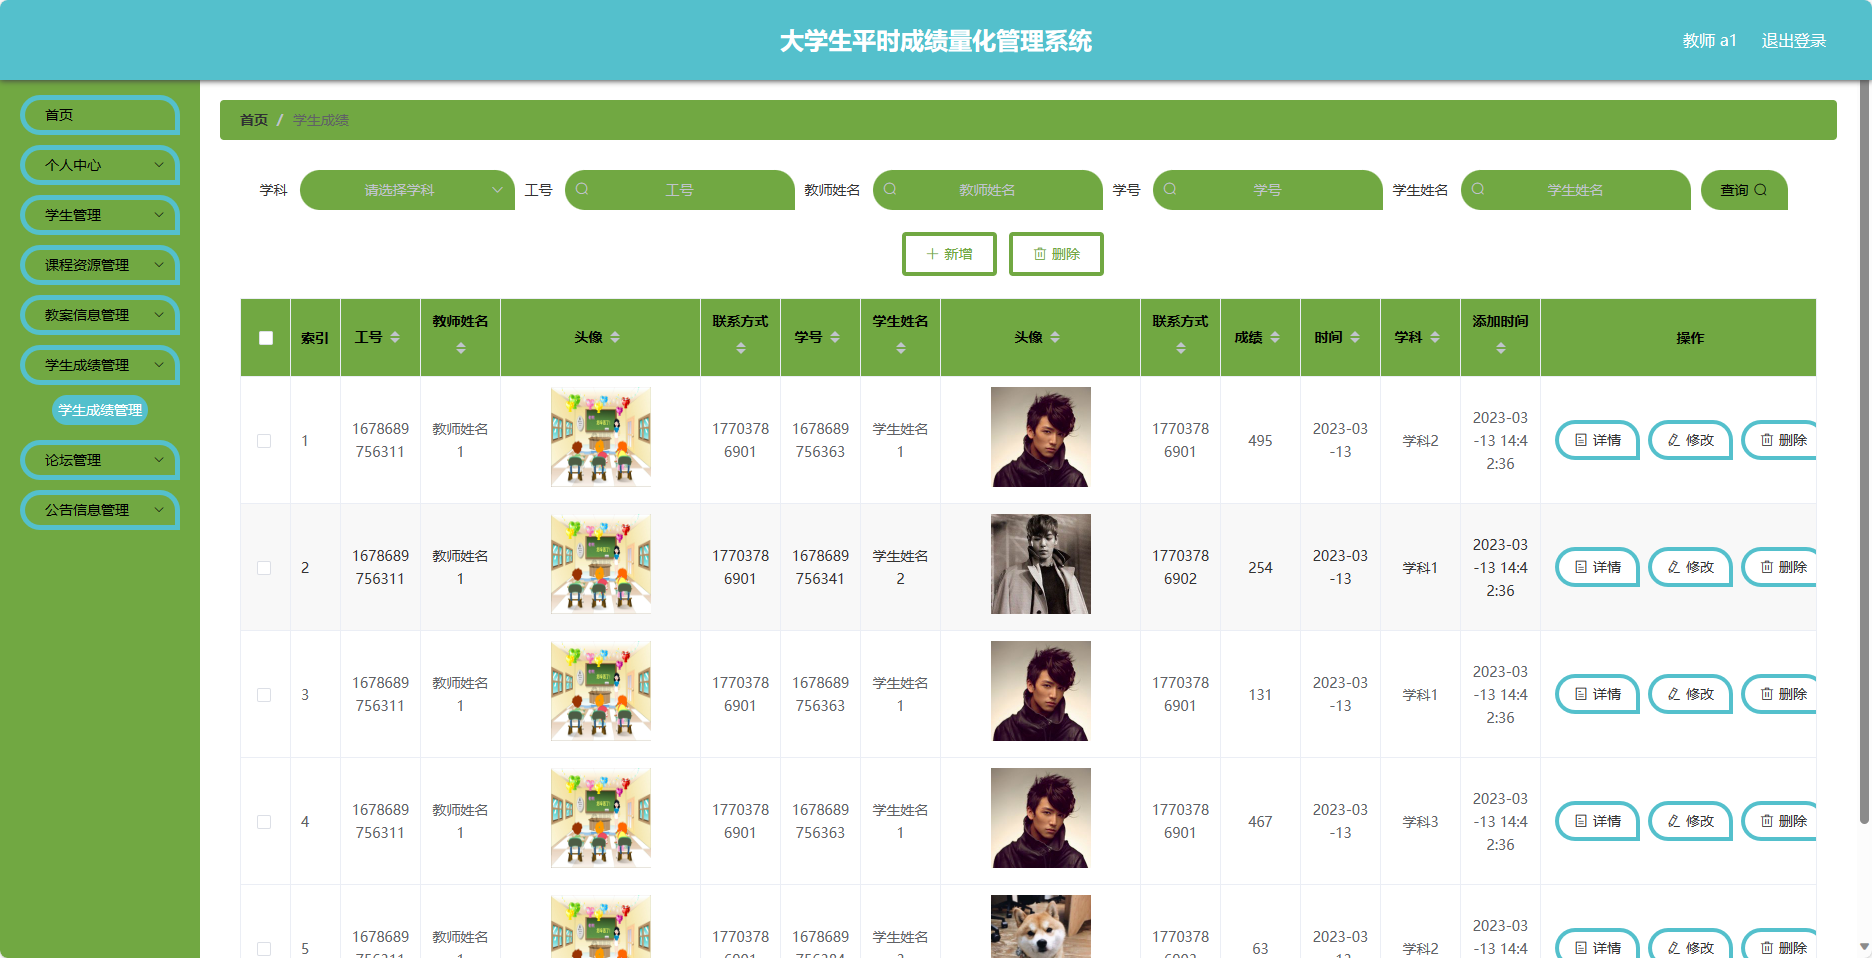 大学生平时成绩量化管理系统
教师 a1 退出登录
首页
个人中心
学生管理
课程资源管理
教案信息管理
学生成绩管理
学生成绩管理
论坛管理
公告信息管理
首页 / 学生成绩
学科 请选择学科 工号 工号 教师姓名 教师姓名 学号 学号 学生姓名 学生姓名 查询
新增 删除
索引 工号 教师姓名 头像 联系方式 学号 学生姓名 头像 联系方式 成绩 时间 学科 添加时间 操作
1 1678689756311 教师姓名1 17703786901 1678689756363 学生姓名1 17703786901 495 2023-03-13 学科2 2023-03-13 14:42:36 详情 修改 删除
2 1678689756311 教师姓名1 17703786901 1678689756341 学生姓名2 17703786902 254 2023-03-13 学科1 2023-03-13 14:42:36 详情 修改 删除
3 1678689756311 教师姓名1 17703786901 1678689756363 学生姓名1 17703786901 131 2023-03-13 学科1 2023-03-13 14:42:36 详情 修改 删除
4 1678689756311 教师姓名1 17703786901 1678689756363 学生姓名1 17703786901 467 2023-03-13 学科3 2023-03-13 14:42:36 详情 修改 删除
5 1678689 教师姓名 1770378 1678689 学生姓名 1770378 63 2023-03 学科2 2023-03-13 14:4 详情 修改 删除